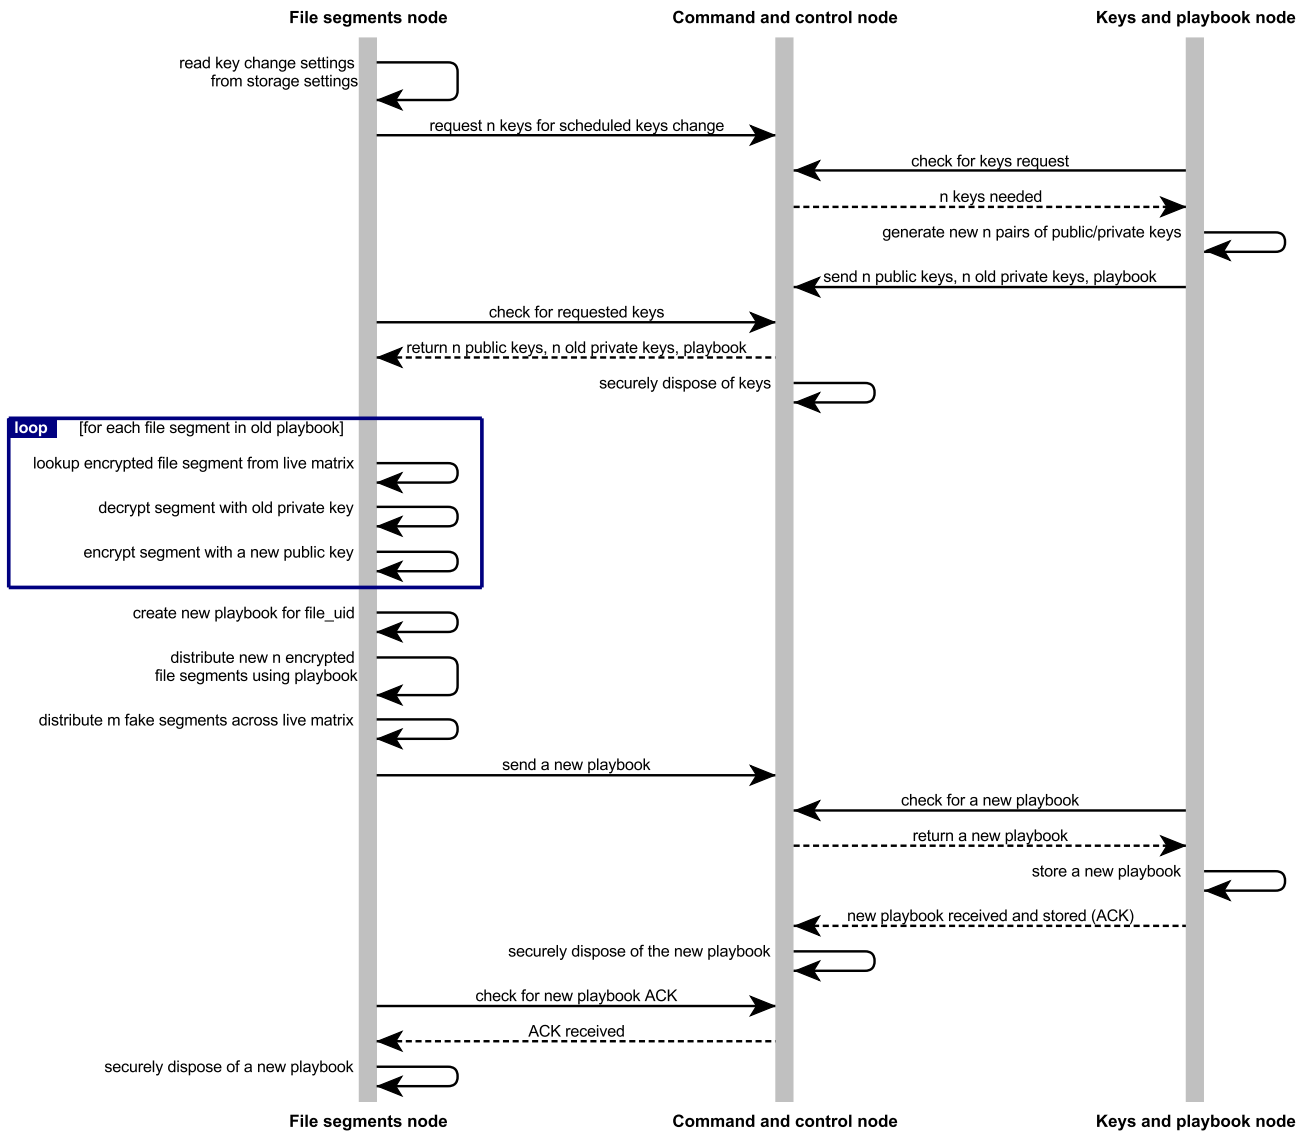 File segments node
Command and control node
Keys and playbook node
read key change settings
from storage settings
request n keys for scheduled keys change
check for keys request
n keys needed
generate new n pairs of public/private keys
send n public keys, n old private keys, playbook
check for requested keys
return n public keys, n old private keys, playbook
securely dispose of keys
loop
[for each file segment in old playbook]
lookup encrypted file segment from live matrix
decrypt segment with old private key
encrypt segment with a new public key
create new playbook for file_uid
distribute new n encrypted
file segments using playbook
distribute m fake segments across live matrix
send a new playbook
check for a new playbook
return a new playbook
store a new playbook
new playbook received and stored (ACK)
securely dispose of the new playbook
check for new playbook ACK
ACK received
securely dispose of a new playbook
File segments node
Command and control node
Keys and playbook node